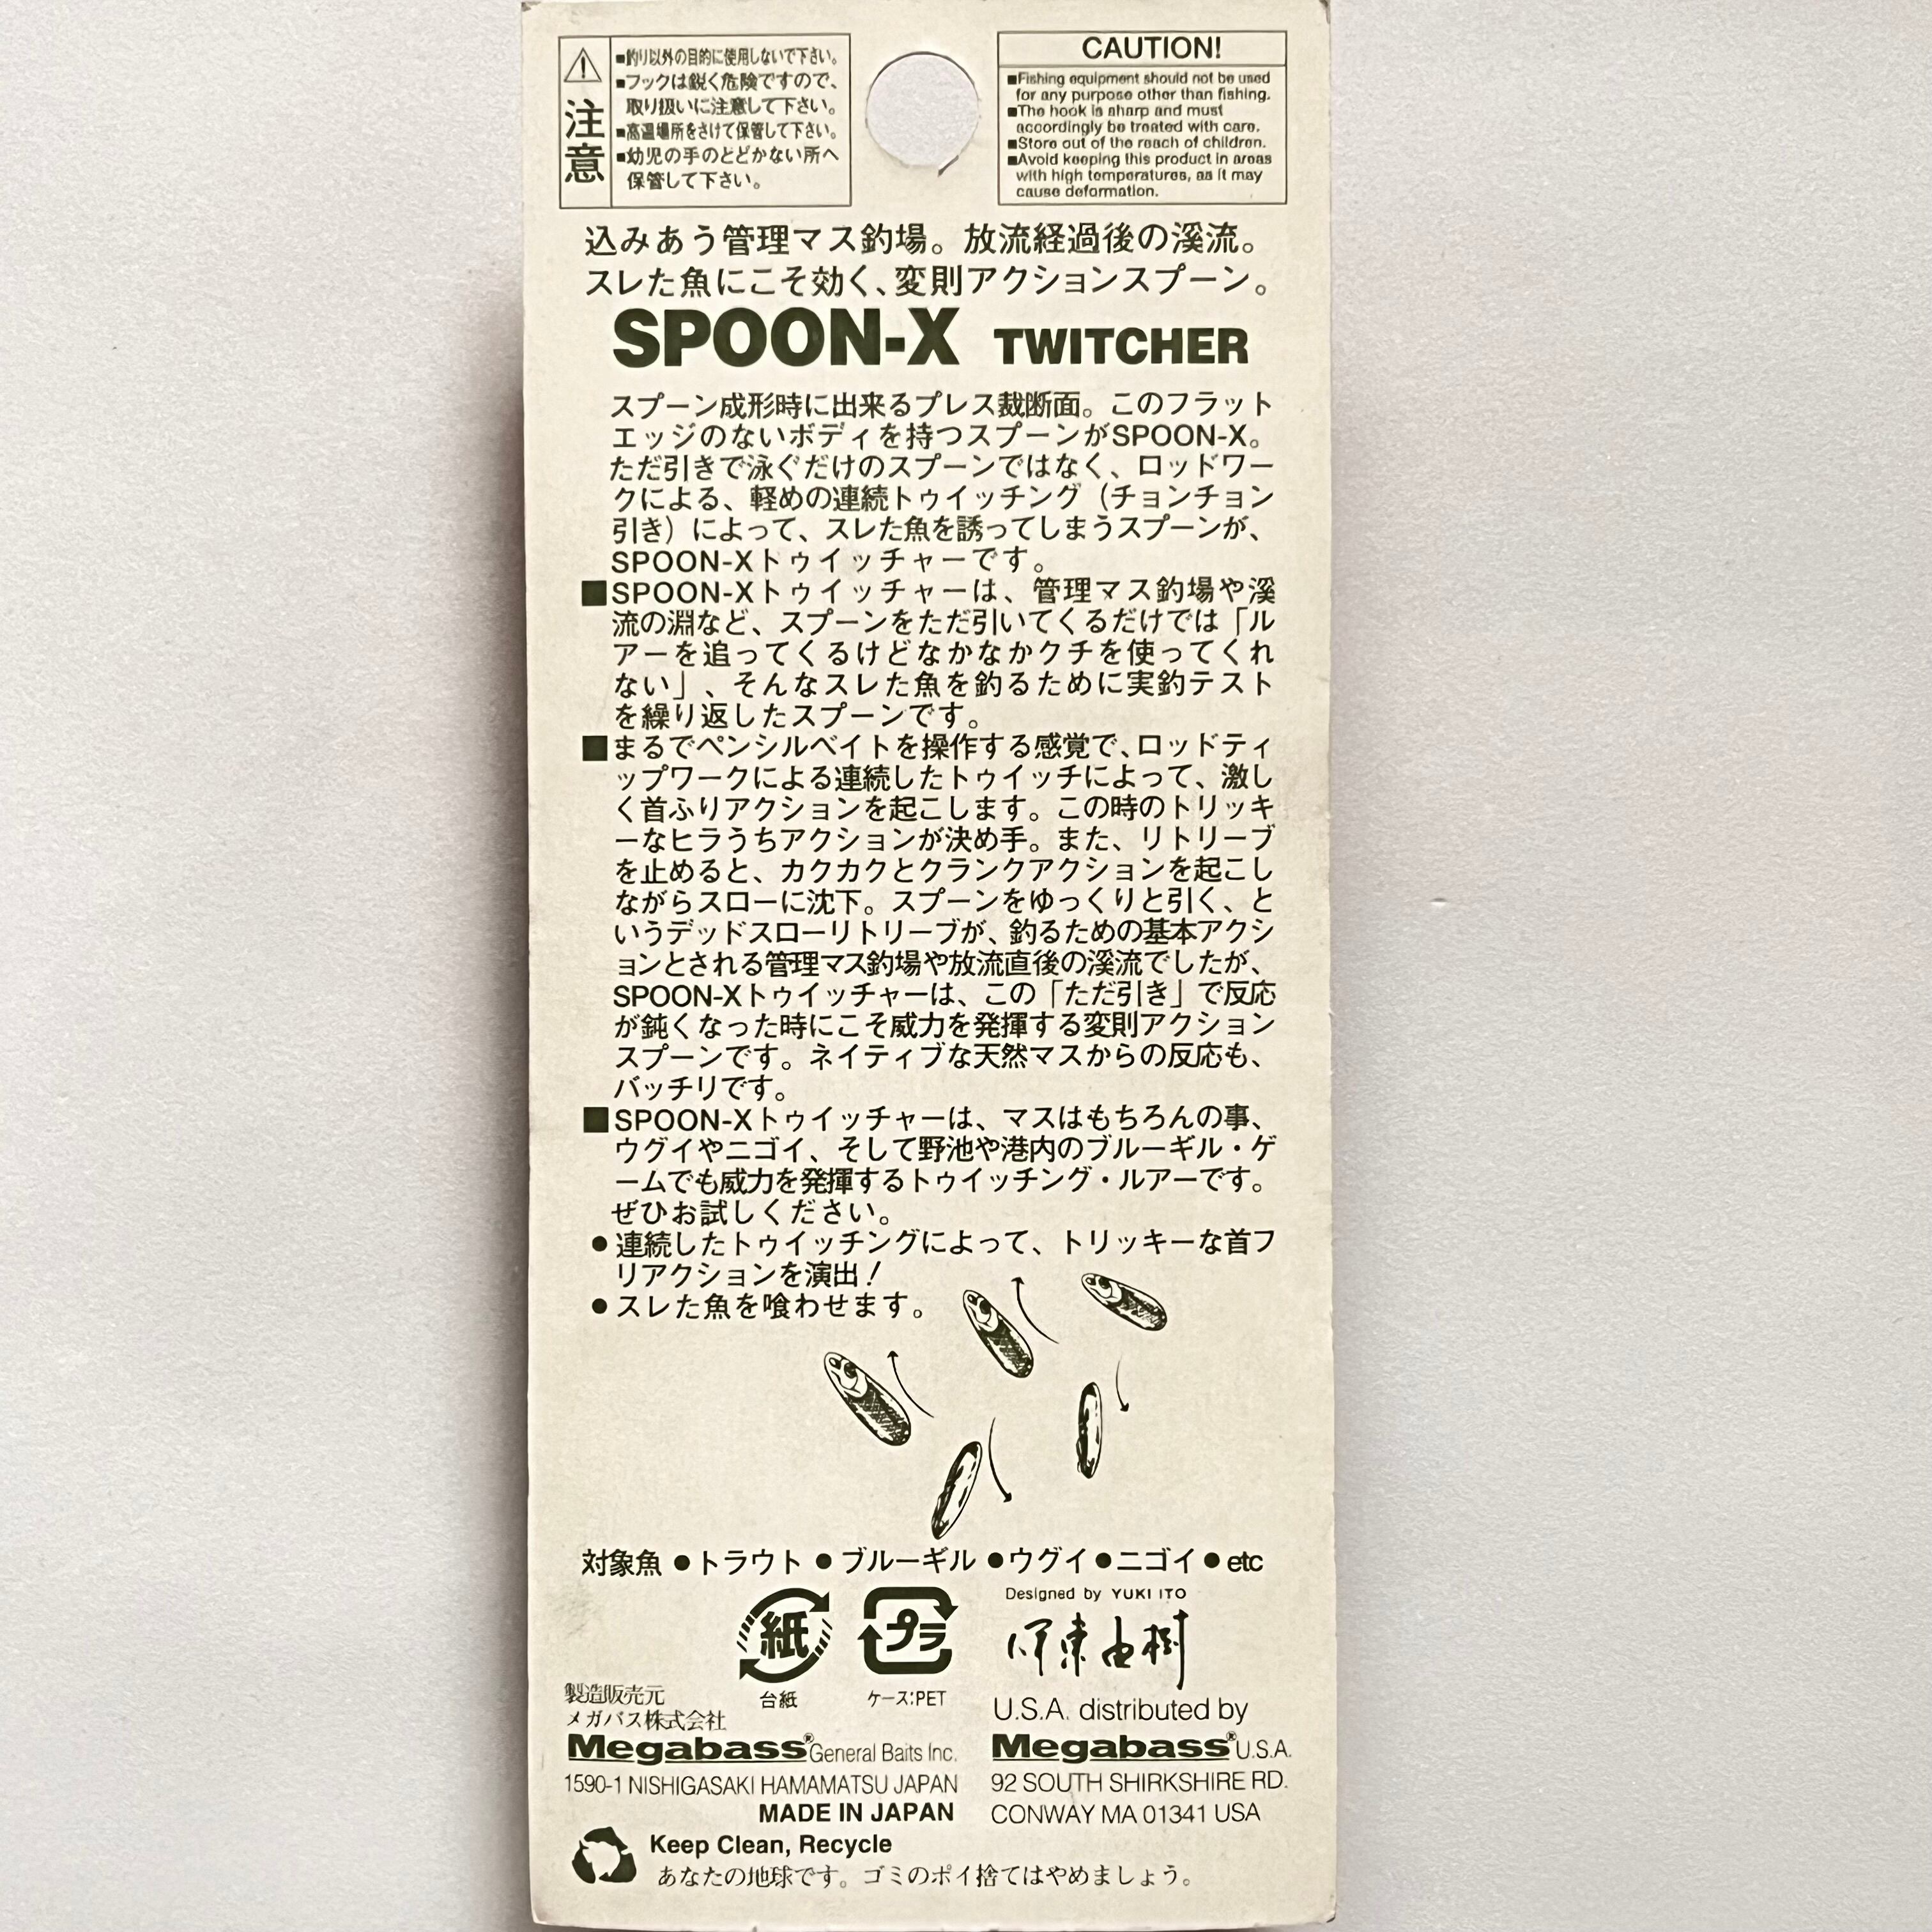 ⚠注意
■釣り以外の目的に使用しないで下さい。
■フックは鋭く危険ですので、
取り扱いに注意して下さい。
■高温場所をさけて保管して下さい。
■幼児の手のとどかない所へ
保管して下さい。
CAUTION!
■Fishing equipment should not be used
for any purpose other than fishing.
■The hook is sharp and must
accordingly be treated with care.
■Store out of the reach of children.
■Avoid keeping this product in areas
with high temperatures, as it may
cause deformation.
込みあう管理マス釣場。放流経過後の溪流。
スレた魚にこそ効く、変則アクションスプーン。
SPOON-X TWITCHER
スプーン成形時に出来るプレス裁断面。このフラット
エッジのないボディを持つスプーンがSPOON-X。
ただ引きで泳ぐだけのスプーンではなく、ロッドワー
クによる、軽めの連続トゥイッチング（チョンチョン
引き）によって、スレた魚を誘ってしまうスプーンが、
SPOON-Xトゥイッチャーです。
■SPOON-Xトゥイッチャーは、管理マス釣場や溪
流の淵など、スプーンをただ引いてくるだけでは「ル
アーを追ってくるけどなかなかクチを使ってくれ
ない」、そんなスレた魚を釣るために実釣テスト
を繰り返したスプーンです。
■まるでペンシルベイトを操作する感覚で、ロッドティ
ップワークによる連続したトゥイッチによって、激し
く首ふりアクションを起こします。この時のトリッキ
ーなヒラうちアクションが決め手。また、リトリーブ
を止めると、カクカクとクランクアクションを起こし
ながらスローに沈下。スプーンをゆっくりと引く、と
いうデッドスローリトリーブが、釣るための基本アクシ
ョンとされる管理マス釣場や放流直後の溪流でしたが、
SPOON-Xトゥイッチャーは、この「ただ引き」で反応
が鈍くなった時にこそ威力を発揮する変則アクション
スプーンです。ネイティブな天然マスからの反応も、
バッチリです。
■SPOON-Xトゥイッチャーは、マスはもちろんの事、
ウグイやニゴイ、そして野池や港内のブルーギル・ゲ
ームでも威力を発揮するトゥイッチング・ルアーです。
ぜひお試しください。
●連続したトゥイッチングによって、トリッキーな首フ
リアクションを演出！
●スレた魚を喰わせます。
対象魚 ●トラウト ●ブルーギル ●ウグイ ●ニゴイ ●etc
紙
台紙
プラ
ケース:PET
Designed by YUKI ITO
伊東由樹
製造販売元
メガバス株式会社
Megabass® General Baits Inc.
1590-1 NISHIGASAKI HAMAMATSU JAPAN
MADE IN JAPAN
U.S.A. distributed by
Megabass® U.S.A.
92 SOUTH SHIRKSHIRE RD.
CONWAY MA 01341 USA
Keep Clean, Recycle
あなたの地球です。ゴミのポイ捨てはやめましょう。